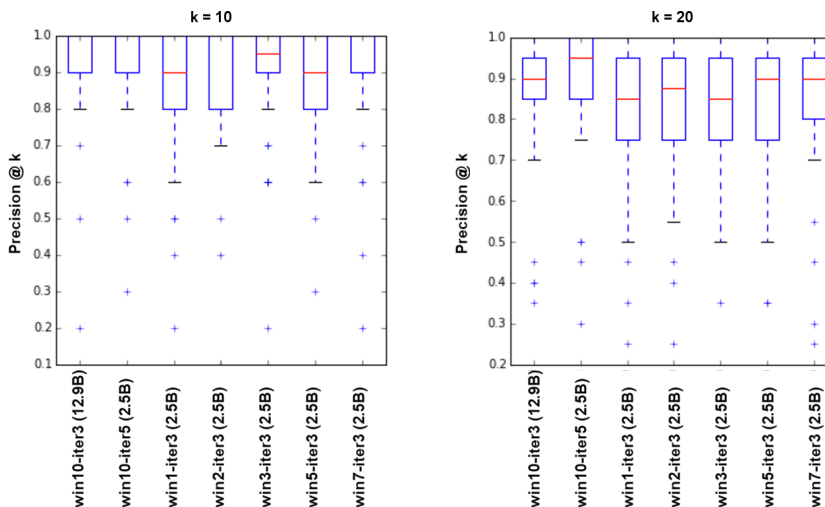 k = 10
Precision @ k
1.0
0.9
0.8
0.7
0.6
0.5
0.4
0.3
0.2
0.1
win10-iter3 (12.9B)
win10-iter5 (2.5B)
win1-iter3 (2.5B)
win2-iter3 (2.5B)
win3-iter3 (2.5B)
win5-iter3 (2.5B)
win7-iter3 (2.5B)
k = 20
Precision @ k
1.0
0.9
0.8
0.7
0.6
0.5
0.4
0.3
0.2
win10-iter3 (12.9B)
win10-iter5 (2.5B)
win1-iter3 (2.5B)
win2-iter3 (2.5B)
win3-iter3 (2.5B)
win5-iter3 (2.5B)
win7-iter3 (2.5B)